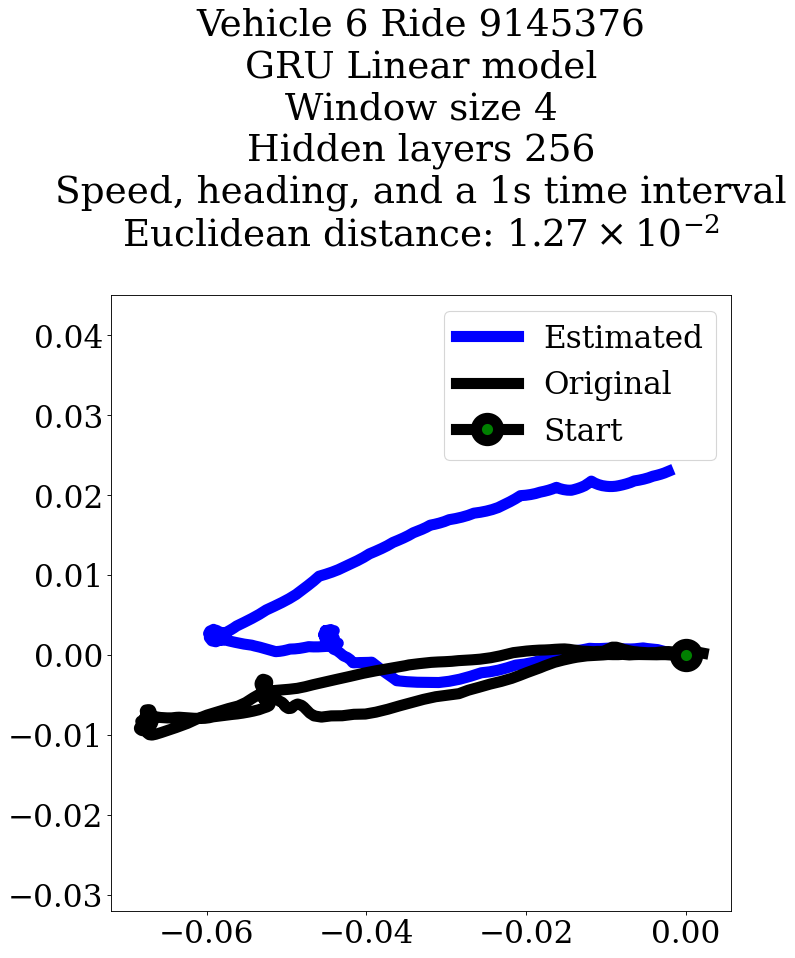 Vehicle 6 Ride 9145376
GRU Linear model
Window size 4
Hidden layers 256
Speed, heading, and a 1s time interval
Euclidean distance: 1.27 × 10⁻²
Estimated
Original
Start
0.04
0.03
0.02
0.01
0.00
−0.01
−0.02
−0.03
−0.06 −0.04 −0.02 0.00